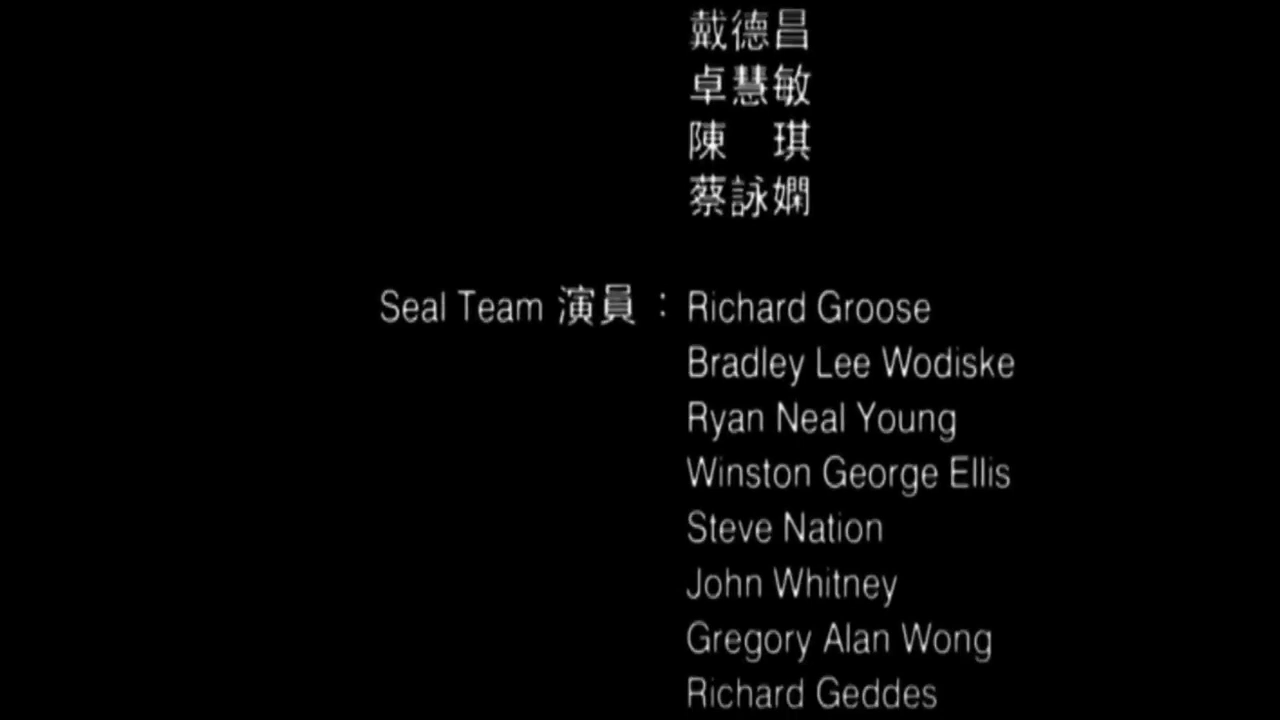 戴德昌
卓慧敏
陳　琪
蔡詠嫻
Seal Team 演員：Richard Groose
Bradley Lee Wodiske
Ryan Neal Young
Winston George Ellis
Steve Nation
John Whitney
Gregory Alan Wong
Richard Geddes